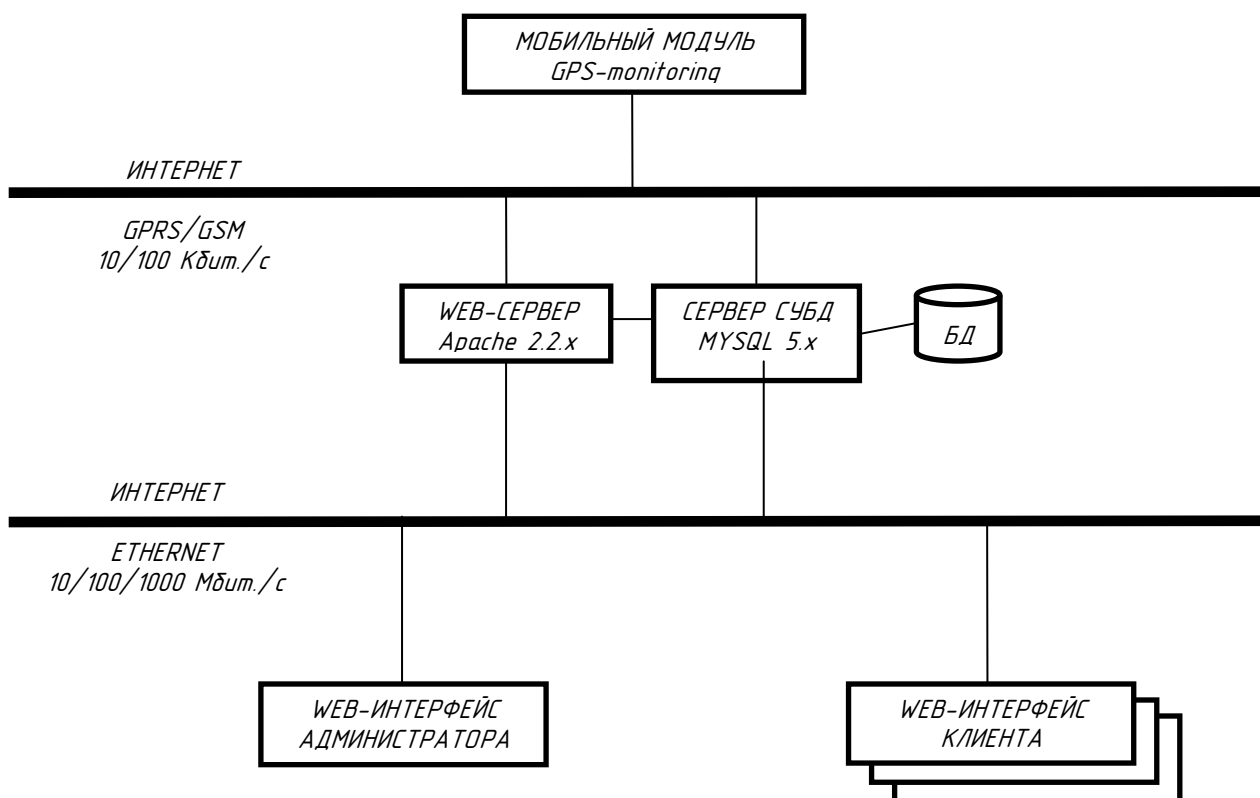 МОБИЛЬНЫЙ МОДУЛЬ
GPS-monitoring
ИНТЕРНЕТ
GPRS/GSM
10/100 Кбит./с
WEB-СЕРВЕР
Apache 2.2.x
СЕРВЕР СУБД
MYSQL 5.x
БД
ИНТЕРНЕТ
ETHERNET
10/100/1000 Мбит./с
WEB-ИНТЕРФЕЙС
АДМИНИСТРАТОРА
WEB-ИНТЕРФЕЙС
КЛИЕНТА